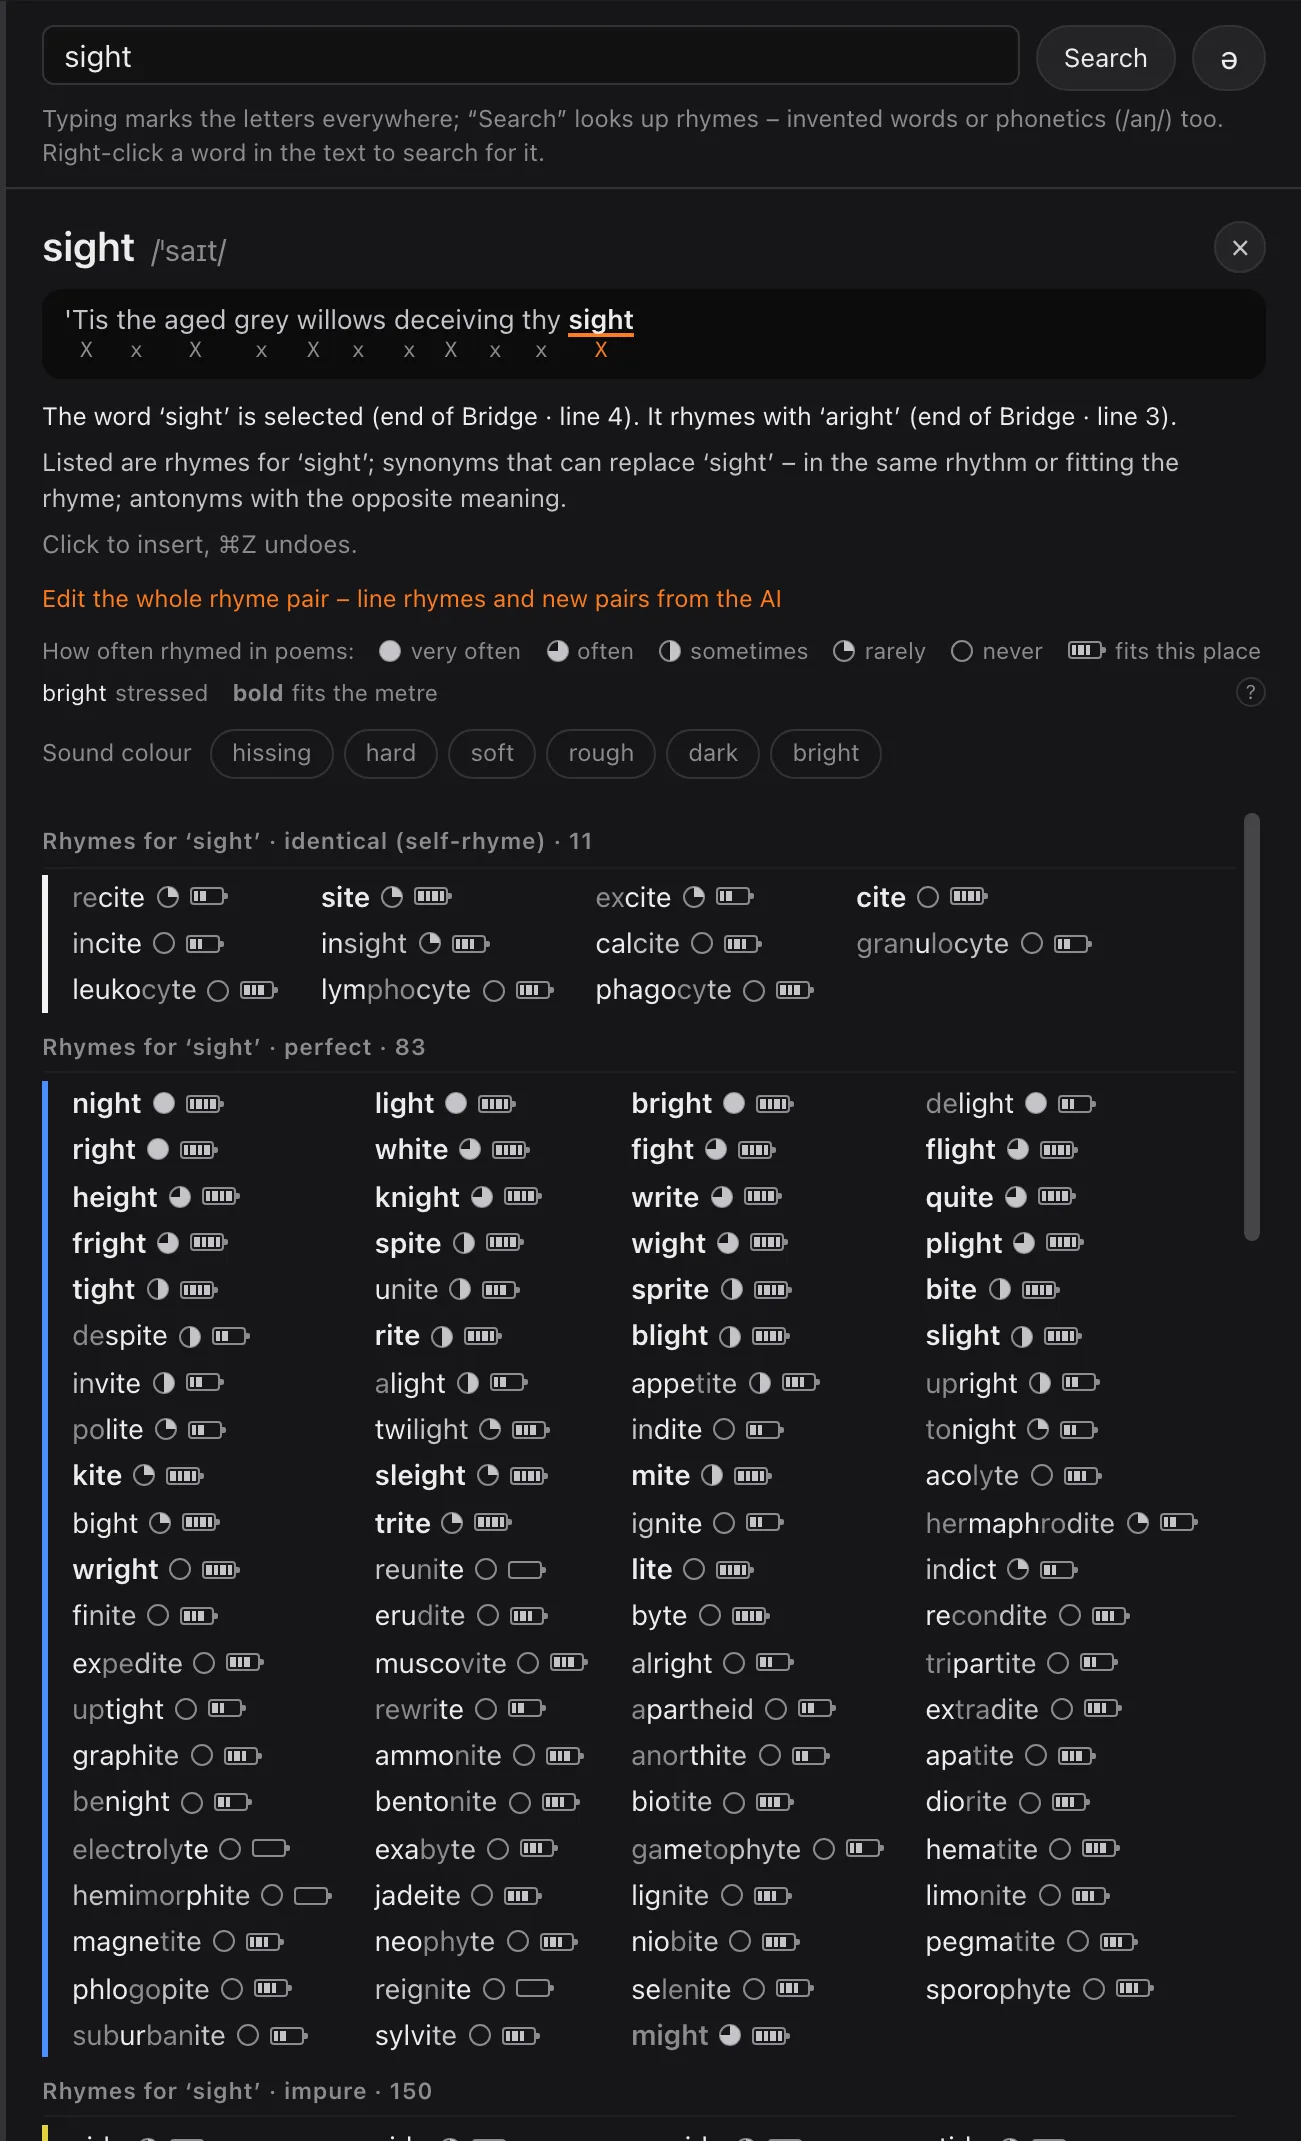 sight Search ə
Typing marks the letters everywhere; “Search” looks up rhymes – invented words or phonetics (/aŋ/) too.
Right-click a word in the text to search for it.
sight /ˈsaɪt/ ×
'Tis the aged grey willows deceiving thy sight
X x X x X x x X x x X
The word ‘sight’ is selected (end of Bridge · line 4). It rhymes with ‘aright’ (end of Bridge · line 3).
Listed are rhymes for ‘sight’; synonyms that can replace ‘sight’ – in the same rhythm or fitting the
rhyme; antonyms with the opposite meaning.
Click to insert, ⌘Z undoes.
Edit the whole rhyme pair – line rhymes and new pairs from the AI
How often rhymed in poems: very often often sometimes rarely never fits this place
bright stressed bold fits the metre ?
Sound colour hissing hard soft rough dark bright
Rhymes for ‘sight’ · identical (self-rhyme) · 11
recite site excite cite
incite insight calcite granulocyte
leukocyte lymphocyte phagocyte
Rhymes for ‘sight’ · perfect · 83
night light bright delight
right white fight flight
height knight write quite
fright spite wight plight
tight unite sprite bite
despite rite blight slight
invite alight appetite upright
polite twilight indite tonight
kite sleight mite acolyte
bight trite ignite hermaphrodite
wright reunite lite indict
finite erudite byte recondite
expedite muscovite alright tripartite
uptight rewrite apartheid extradite
graphite ammonite anorthite apatite
benight bentonite biotite diorite
electrolyte exabyte gametophyte hematite
hemimorphite jadeite lignite limonite
magnetite neophyte niobite pegmatite
phlogopite reignite selenite sporophyte
suburbanite sylvite might
Rhymes for ‘sight’ · impure · 150